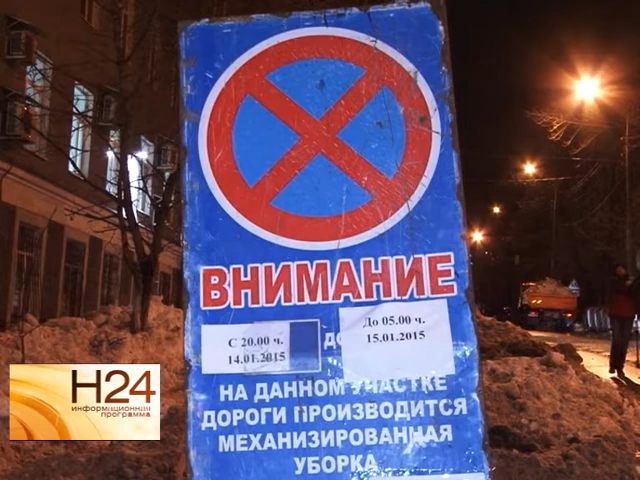 ВНИМАНИЕ
С 20.00 ч. ДО До 05.00 ч.
14.01.2015 15.01.2015
НА ДАННОМ УЧАСТКЕ
ДОРОГИ ПРОИЗВОДИТСЯ
МЕХАНИЗИРОВАННАЯ
УБОРКА
Н24
информационная
программа